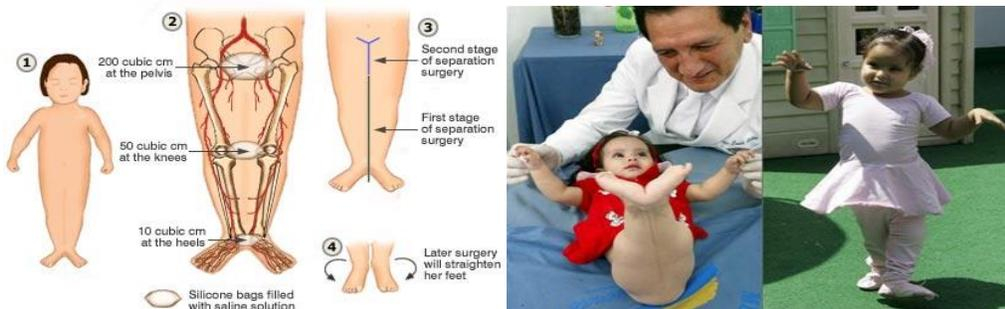 1
2
3
200 cubic cm
at the pelvis
50 cubic cm
at the knees
10 cubic cm
at the heels
Silicone bags filled
with saline solution
Second stage
of separation
surgery
First stage
of separation
surgery
4
Later surgery
will straighten
her feet